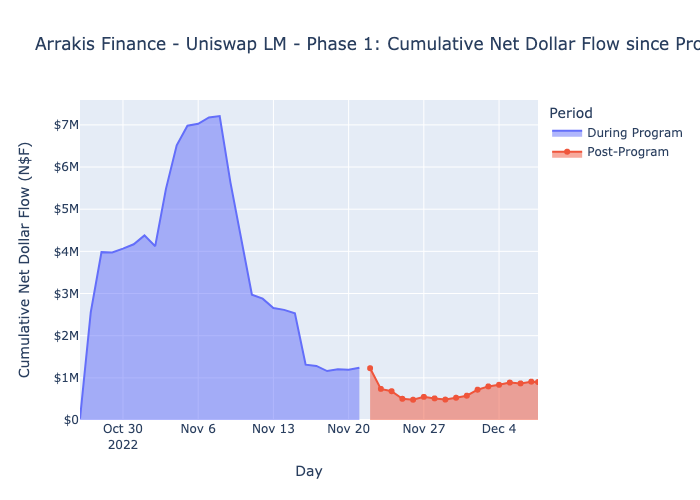 Arrakis Finance - Uniswap LM - Phase 1: Cumulative Net Dollar Flow since Pro
Period
During Program
Post-Program
Cumulative Net Dollar Flow (N$F)
$7M
$6M
$5M
$4M
$3M
$2M
$1M
$0
Oct 30 Nov 6 Nov 13 Nov 20 Nov 27 Dec 4
2022
Day